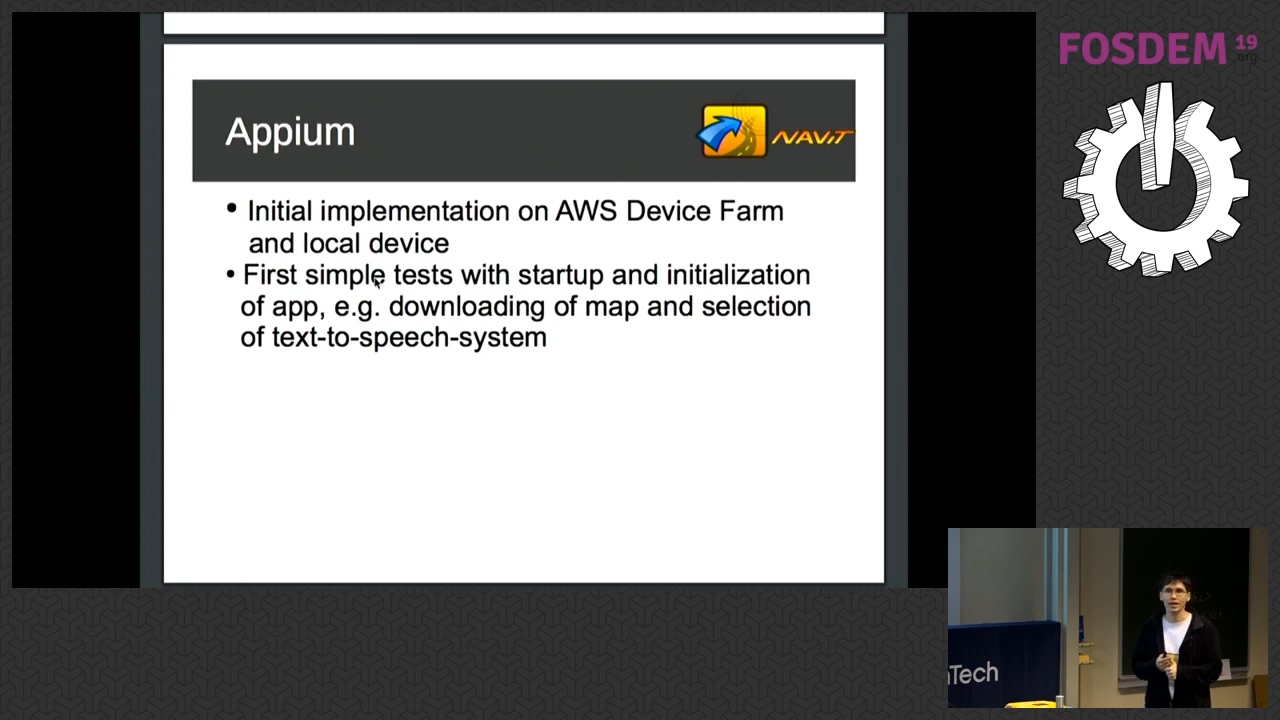 FOSDEM 19
.org
Appium
NAViT
• Initial implementation on AWS Device Farm
and local device
• First simple tests with startup and initialization
of app, e.g. downloading of map and selection
of text-to-speech-system
nTech